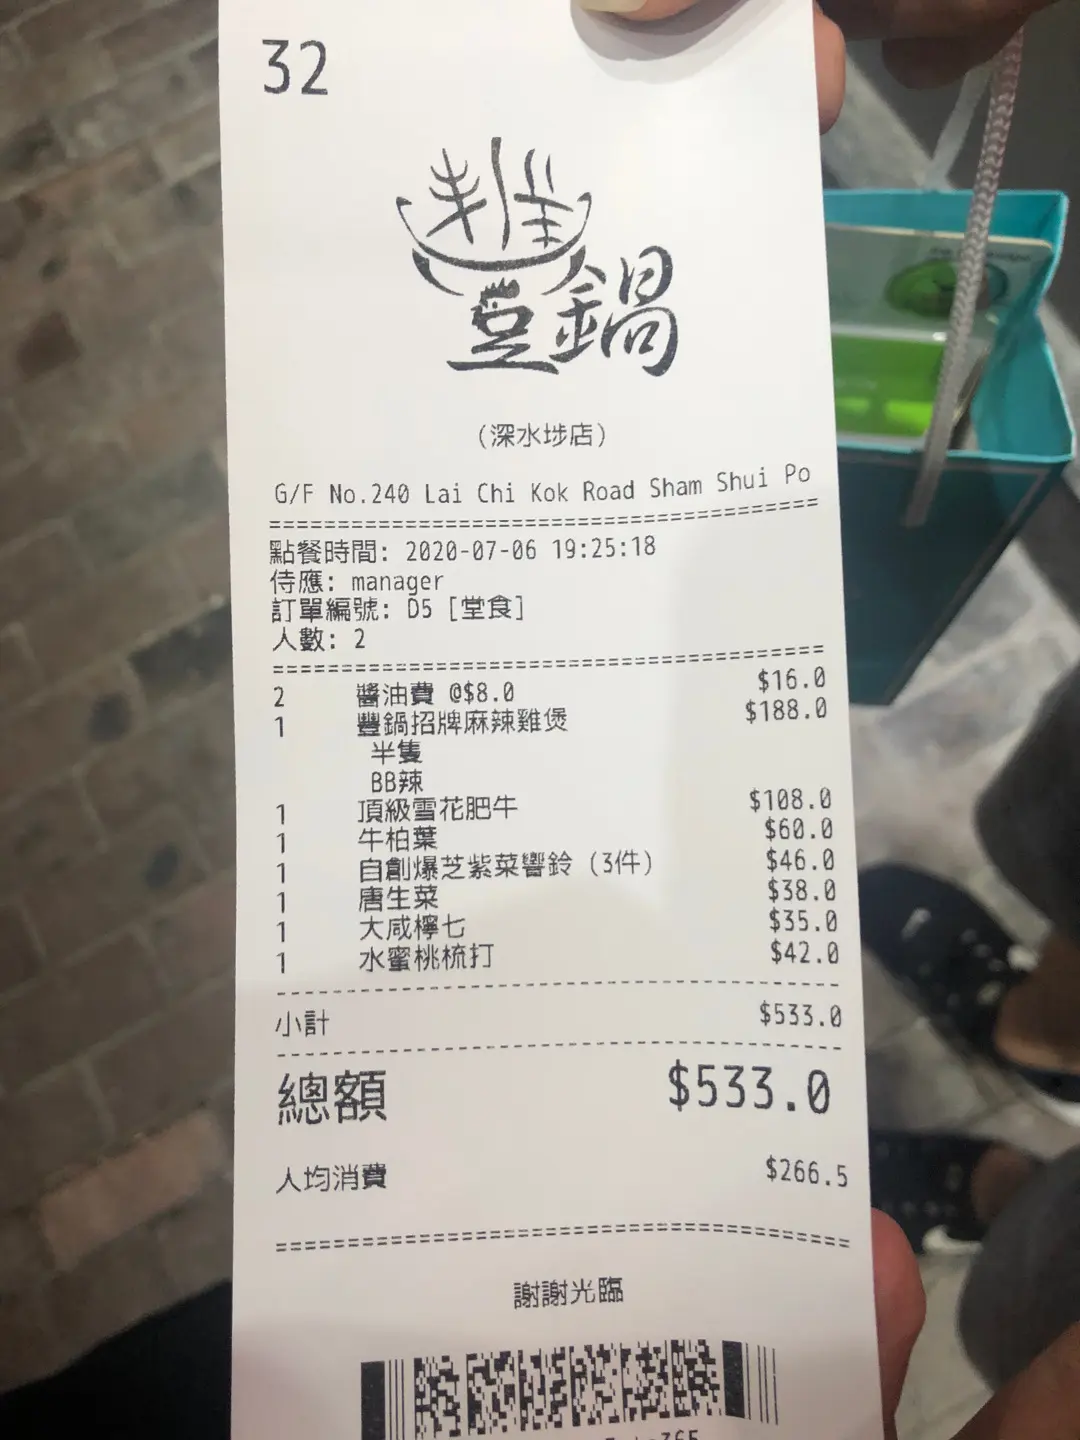 32
豐鍋
(深水埗店)
G/F No.240 Lai Chi Kok Road Sham Shui Po
點餐時間: 2020-07-06 19:25:18
侍應: manager
訂單編號: D5 [堂食]
人數: 2
2 醬油費 @$8.0 $16.0
1 豐鍋招牌麻辣雞煲 $188.0
半隻
BB辣
1 頂級雪花肥牛 $108.0
1 牛柏葉 $60.0
1 自創爆芝紫菜響鈴 (3件) $46.0
1 唐生菜 $38.0
1 大咸檸七 $35.0
1 水蜜桃梳打 $42.0
小計 $533.0
總額 $533.0
人均消費 $266.5
謝謝光臨